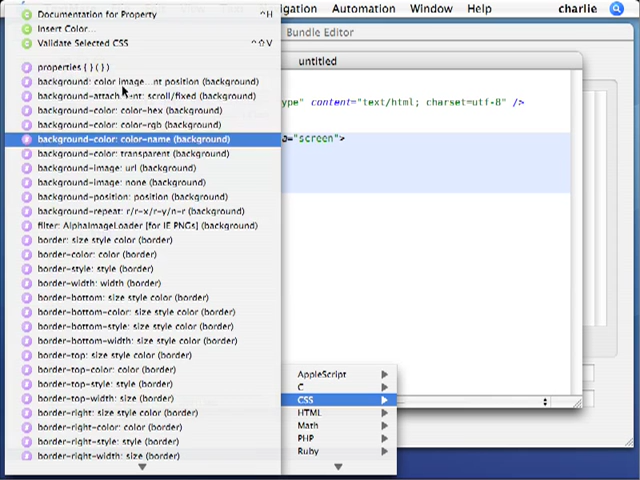 Documentation for Property ^H
Insert Color...
Validate Selected CSS ^⇧V
properties { } ( } )
background: color image...nt position (background)
background-attachment: scroll/fixed (background)
background-color: color-hex (background)
background-color: color-rgb (background)
background-color: color-name (background)
background-color: transparent (background)
background-image: url (background)
background-image: none (background)
background-position: position (background)
background-repeat: r/r-x/r-y/n-r (background)
filter: AlphaImageLoader [for IE PNGs] (background)
border: size style color (border)
border-color: color (border)
border-style: style (border)
border-width: width (border)
border-bottom: size style color (border)
border-bottom-color: size style color (border)
border-bottom-style: size style color (border)
border-bottom-width: size style color (border)
border-top: size style color (border)
border-top-color: color (border)
border-top-style: style (border)
border-top-width: size (border)
border-right: size style color (border)
border-right-color: color (border)
border-right-style: style (border)
border-right-width: size (border)
igation Automation Window Help charlie
Bundle Editor
untitled
ype" content="text/html; charset=utf-8" />
a="screen">
AppleScript
C
CSS
HTML
Math
PHP
Ruby